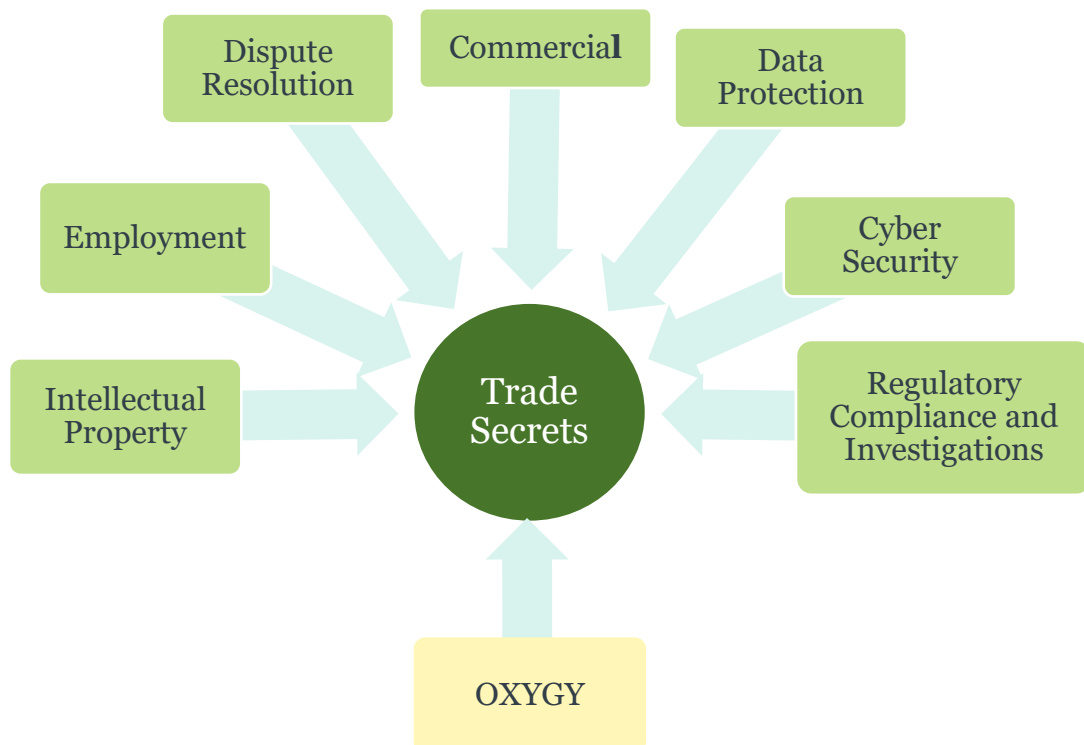 Dispute
Resolution
Commercial
Data
Protection
Employment
Cyber
Security
Intellectual
Property
Trade
Secrets
Regulatory
Compliance and
Investigations
OXYGY